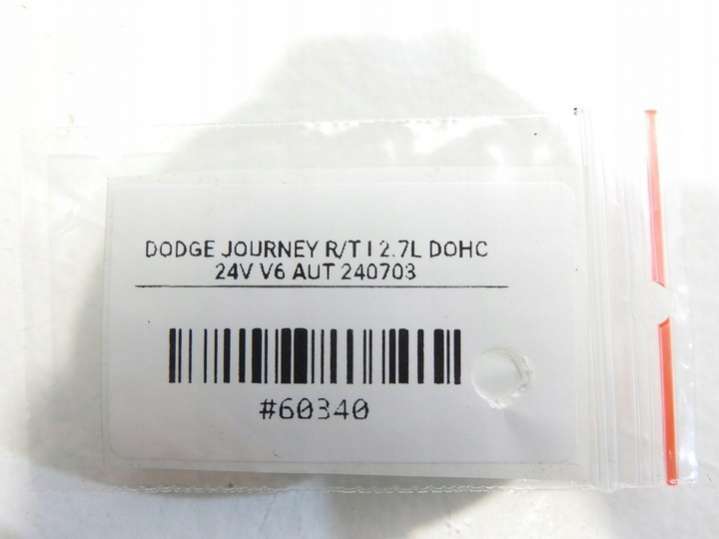 DODGE JOURNEY R/T I 2.7L DOHC
24V V6 AUT 240703
#60340